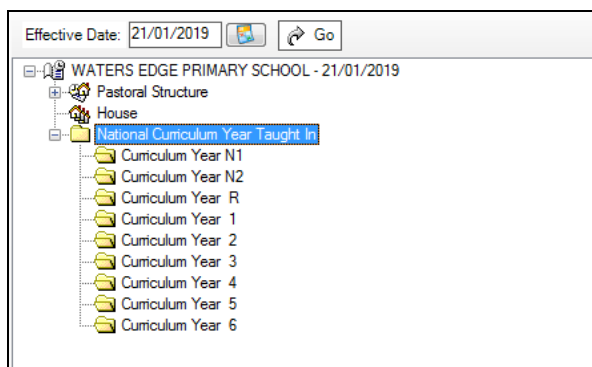 Effective Date: 21/01/2019 Go
WATERS EDGE PRIMARY SCHOOL - 21/01/2019
Pastoral Structure
House
National Curriculum Year Taught In
Curriculum Year N1
Curriculum Year N2
Curriculum Year R
Curriculum Year 1
Curriculum Year 2
Curriculum Year 3
Curriculum Year 4
Curriculum Year 5
Curriculum Year 6